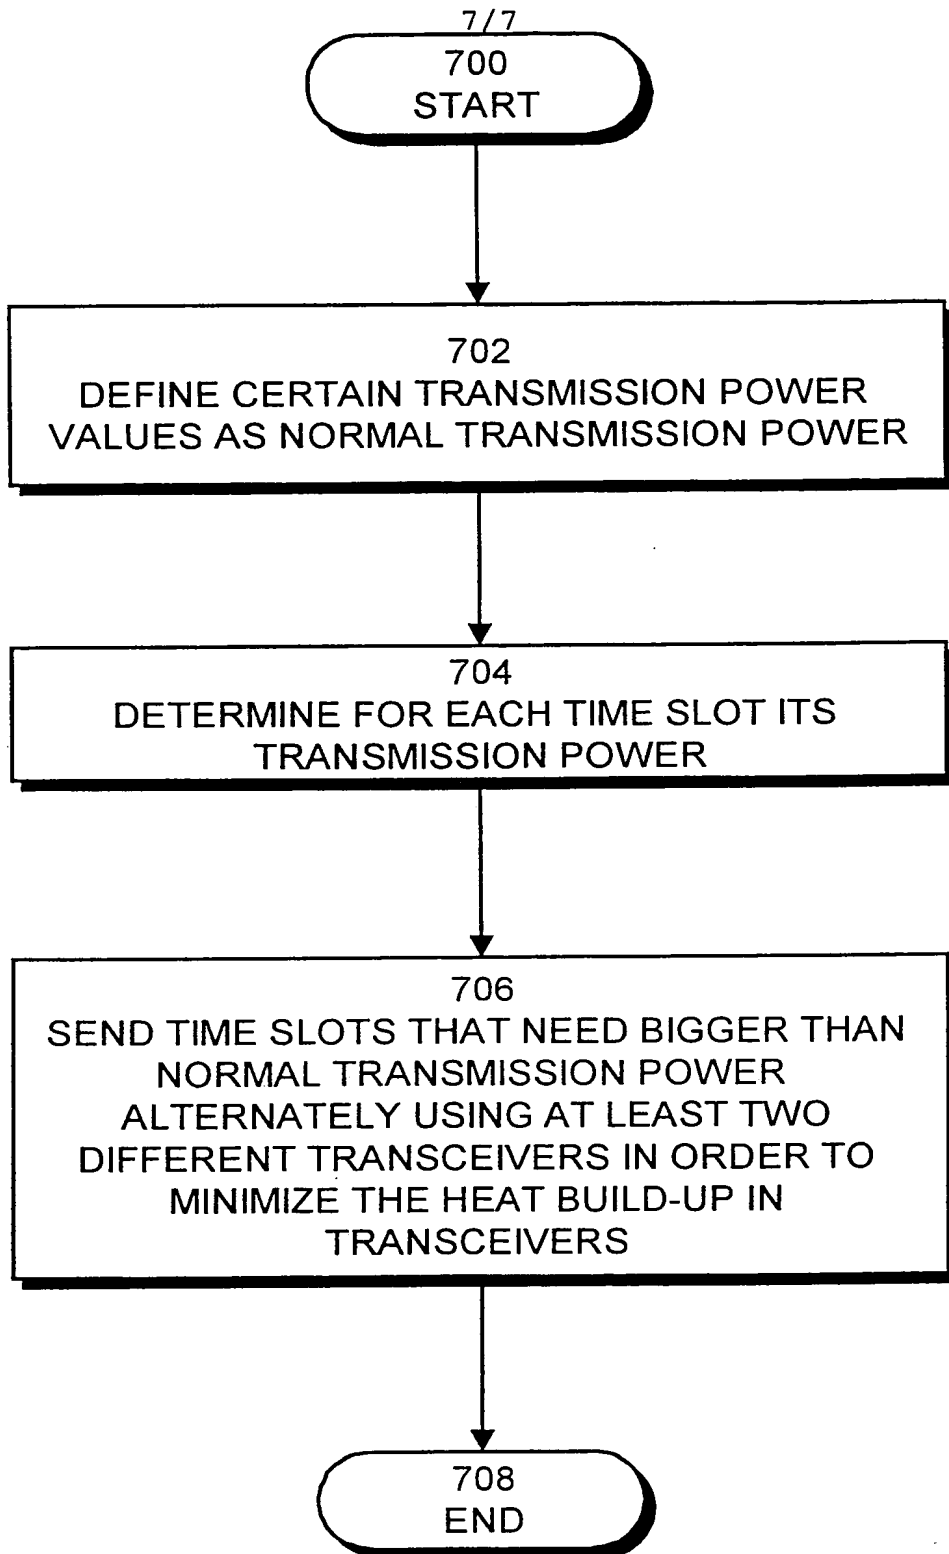 7/7
700
START
702
DEFINE CERTAIN TRANSMISSION POWER
VALUES AS NORMAL TRANSMISSION POWER
704
DETERMINE FOR EACH TIME SLOT ITS
TRANSMISSION POWER
706
SEND TIME SLOTS THAT NEED BIGGER THAN
NORMAL TRANSMISSION POWER
ALTERNATELY USING AT LEAST TWO
DIFFERENT TRANSCEIVERS IN ORDER TO
MINIMIZE THE HEAT BUILD-UP IN
TRANSCEIVERS
708
END